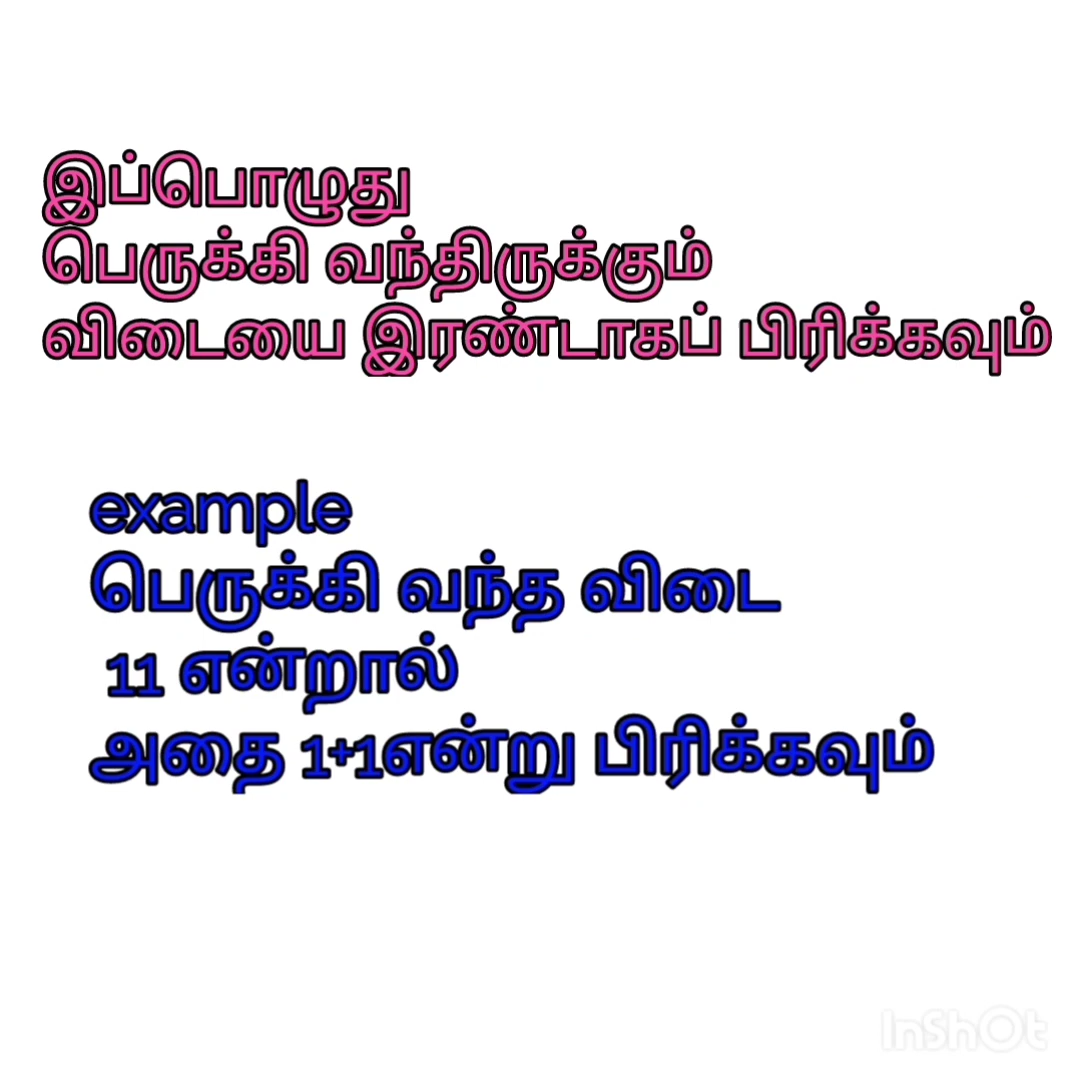 இப்பொழுது
பெருக்கி வந்திருக்கும்
விடையை இரண்டாகப் பிரிக்கவும்
example
பெருக்கி வந்த விடை
11 என்றால்
அதை 1+1என்று பிரிக்கவும்
InShOt